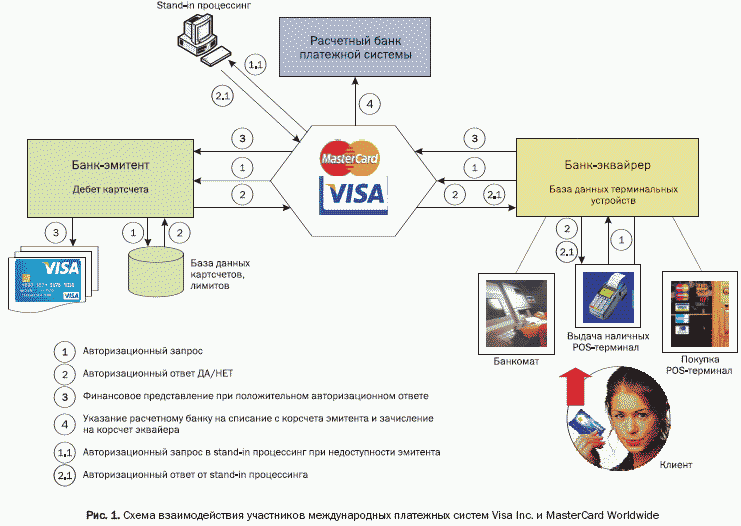 Stand-in процессинг
Расчетный банк
платежной системы
1.1
2.1
4
3
1
2
3
1
2
2.1
MasterCard
VISA
Банк-эмитент
Дебет картсчета
Банк-эквайрер
База данных терминальных
устройств
3
1
2
2
2.1
1
VISA
VISA
База данных
картсчетов,
лимитов
Банкомат
Выдача наличных
POS-терминал
Покупка
POS-терминал
Клиент
1 Авторизационный запрос
2 Авторизационный ответ ДА/НЕТ
3 Финансовое представление при положительном авторизационном ответе
4 Указание расчетному банку на списание с корсчета эмитента и зачисление
на корсчет эквайера
1.1 Авторизационный запрос в stand-in процессинг при недоступности эмитента
2.1 Авторизационный ответ от stand-in процессинга
Рис. 1. Схема взаимодействия участников международных платежных систем Visa Inc. и MasterCard Worldwide